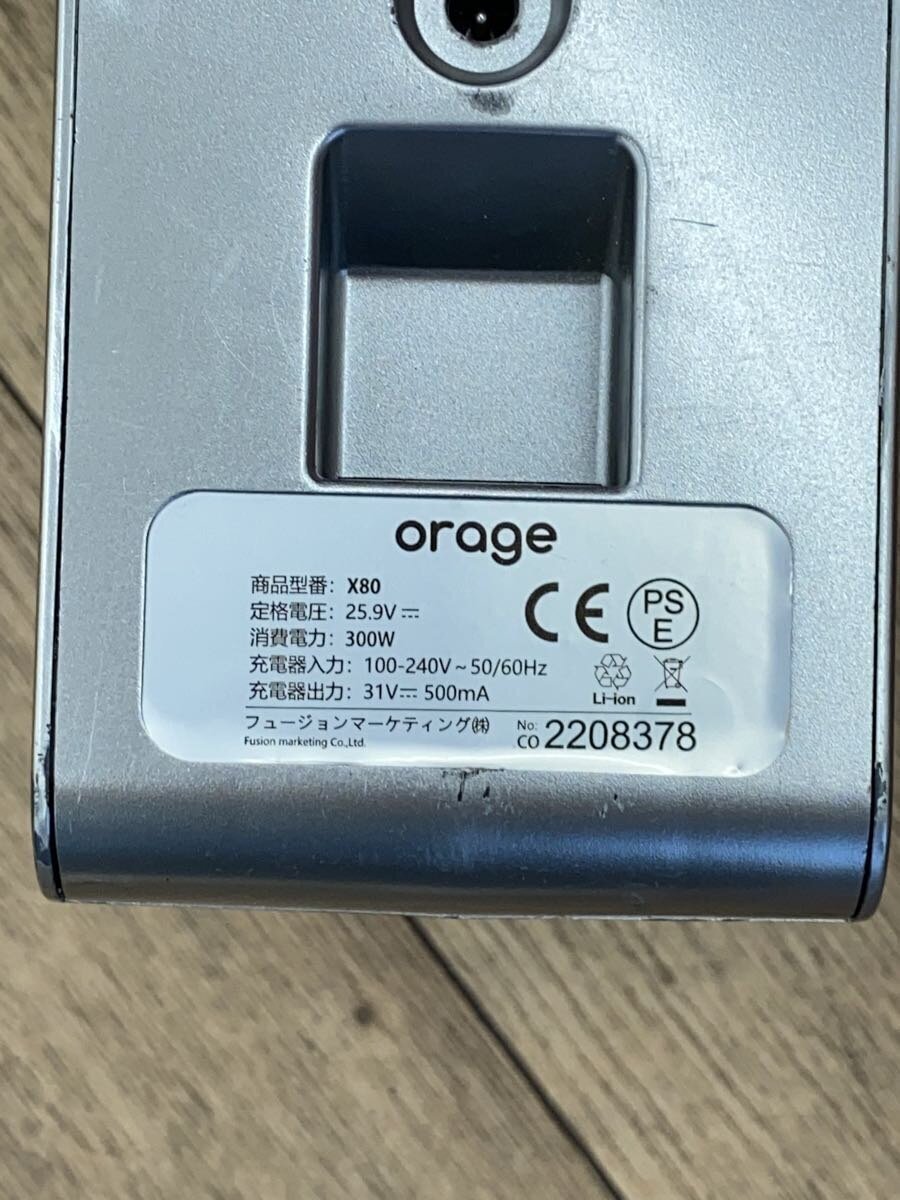 orage
商品型番: X80
定格電圧: 25.9V⎓
消費電力: 300W
充電器入力: 100-240V~50/60Hz
充電器出力: 31V⎓ 500mA
CE
PS
E
Li-ion
フュージョンマーケティング㈱
Fusion marketing Co.,Ltd.
No:
CO 2208378